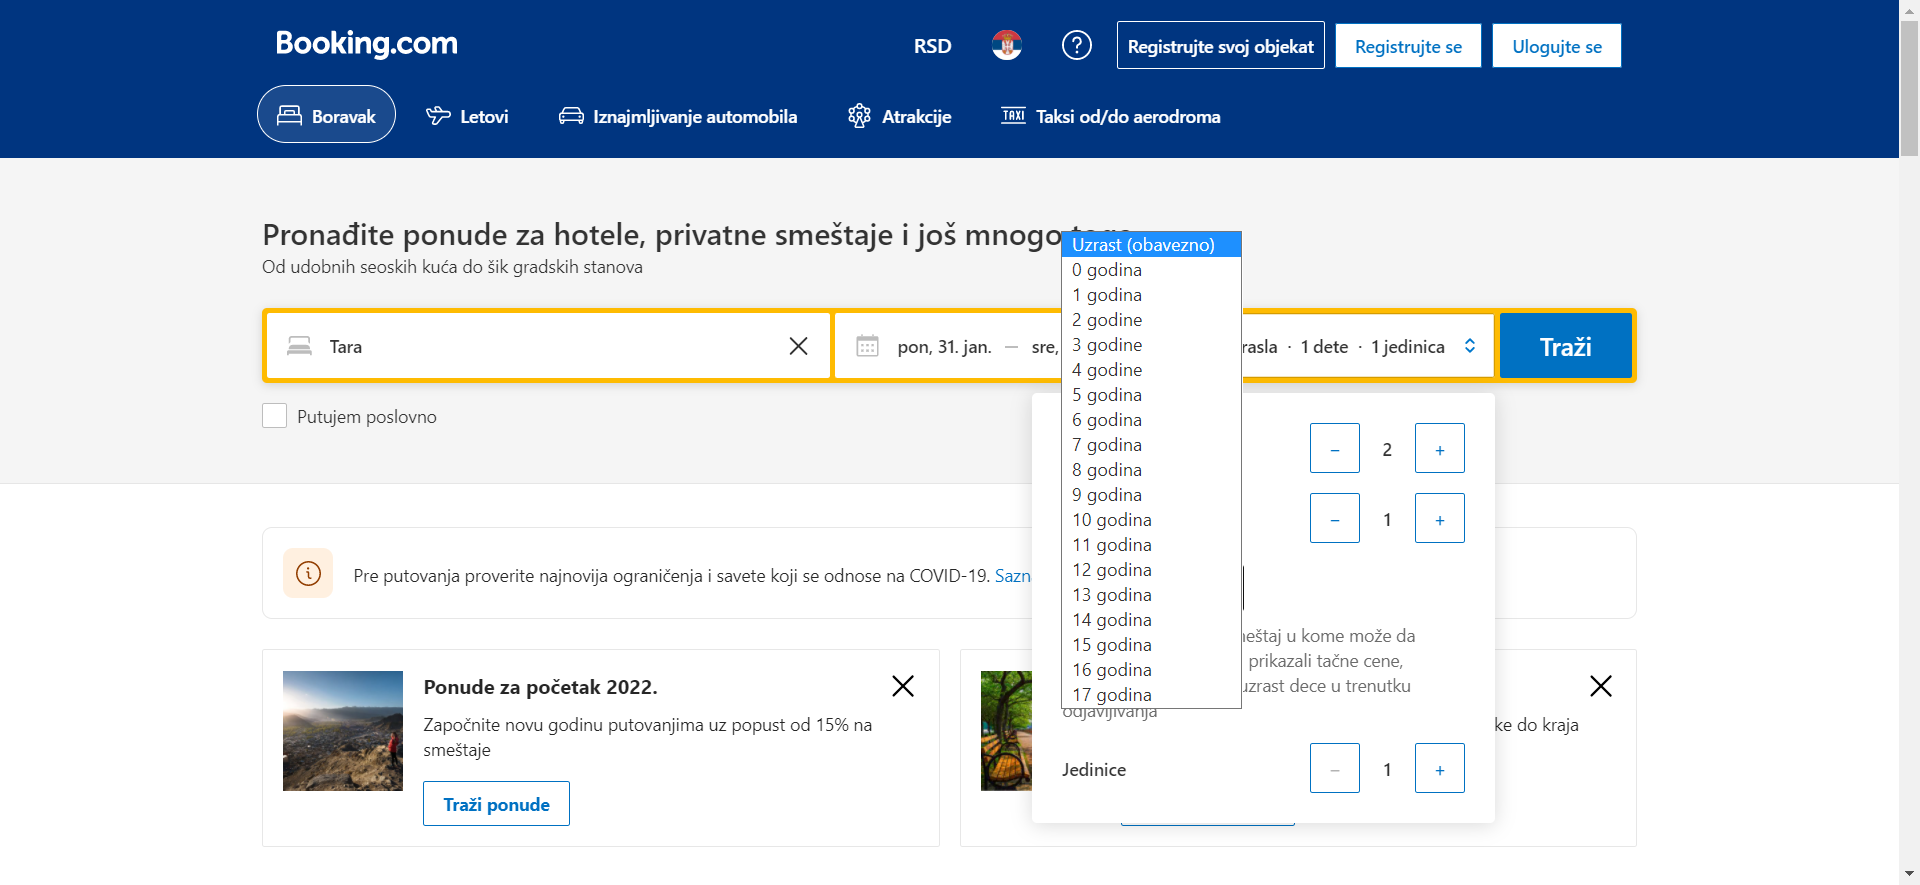 Booking.com
RSD
Registrujte svoj objekat
Registrujte se
Ulogujte se
Boravak
Letovi
Iznajmljivanje automobila
Atrakcije
TAXI
Taksi od/do aerodroma
Pronađite ponude za hotele, privatne smeštaje i još mnogo
Od udobnih seoskih kuća do šik gradskih stanova
Tara
pon, 31. jan. — sre,
rasla · 1 dete · 1 jedinica
Traži
Putujem poslovno
Uzrast (obavezno)
0 godina
1 godina
2 godine
3 godine
4 godine
5 godina
6 godina
7 godina
8 godina
9 godina
10 godina
11 godina
12 godina
13 godina
14 godina
15 godina
16 godina
17 godina
− 2 +
− 1 +
meštaj u kome može da
prikazali tačne cene,
uzrast dece u trenutku
odjavljivanja
Jedinice
− 1 +
Pre putovanja proverite najnovija ograničenja i savete koji se odnose na COVID-19. Sazn
Ponude za početak 2022.
Započnite novu godinu putovanjima uz popust od 15% na
smeštaje
Traži ponude
ke do kraja